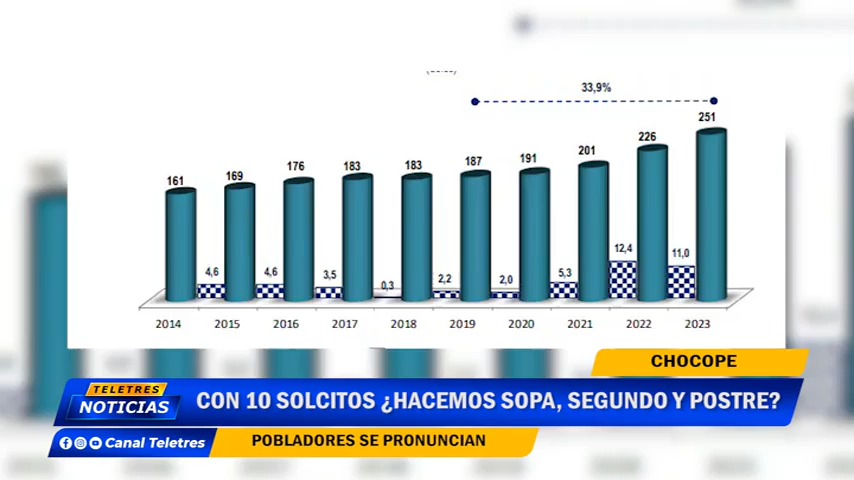 33,9%
161
169
176
183
183
187
191
201
226
251
4,6
4,6
3,5
0,3
2,2
2,0
5,3
12,4
11,0
2014 2015 2016 2017 2018 2019 2020 2021 2022 2023
CHOCOPE
TELETRES
NOTICIAS
CON 10 SOLCITOS ¿HACEMOS SOPA, SEGUNDO Y POSTRE?
Canal Teletres
POBLADORES SE PRONUNCIAN